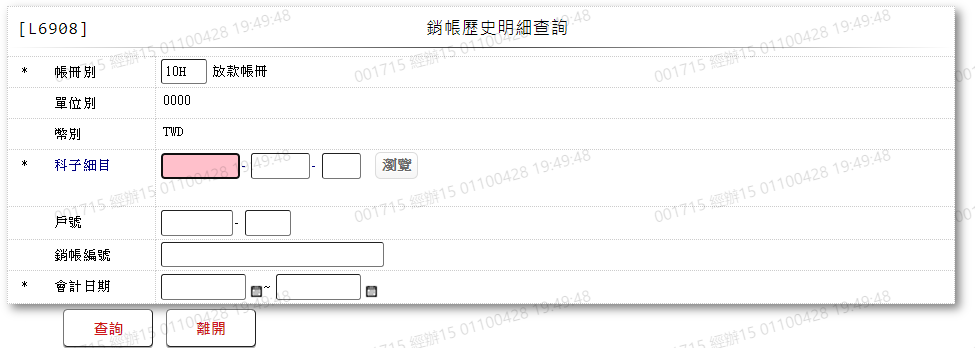 [L6908] 銷帳歷史明細查詢
* 帳冊別 10H 放款帳冊
單位別 0000
幣別 TWD
* 科子細目 - - 瀏覽
戶號 -
銷帳編號
* 會計日期 ~
查詢 離開
001715 經辦15 01100428 19:49:48